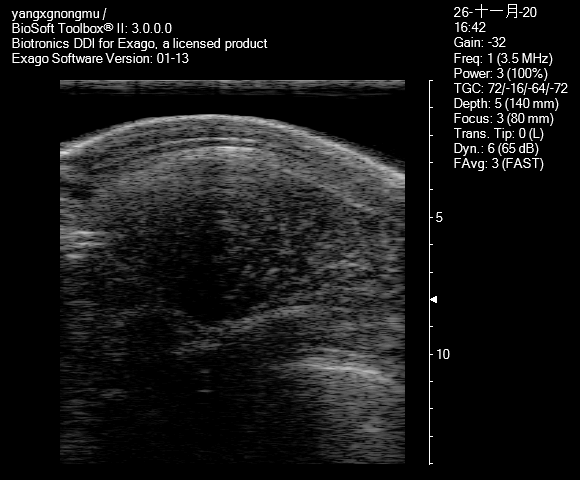 yangxgnongmu /
BioSoft Toolbox® II: 3.0.0.0
Biotronics DDI for Exago, a licensed product
Exago Software Version: 01-13
26-十一月-20
16:42
Gain: -32
Freq: 1 (3.5 MHz)
Power: 3 (100%)
TGC: 72/-16/-64/-72
Depth: 5 (140 mm)
Focus: 3 (80 mm)
Trans. Tip: 0 (L)
Dyn.: 6 (65 dB)
FAvg: 3 (FAST)
5
10